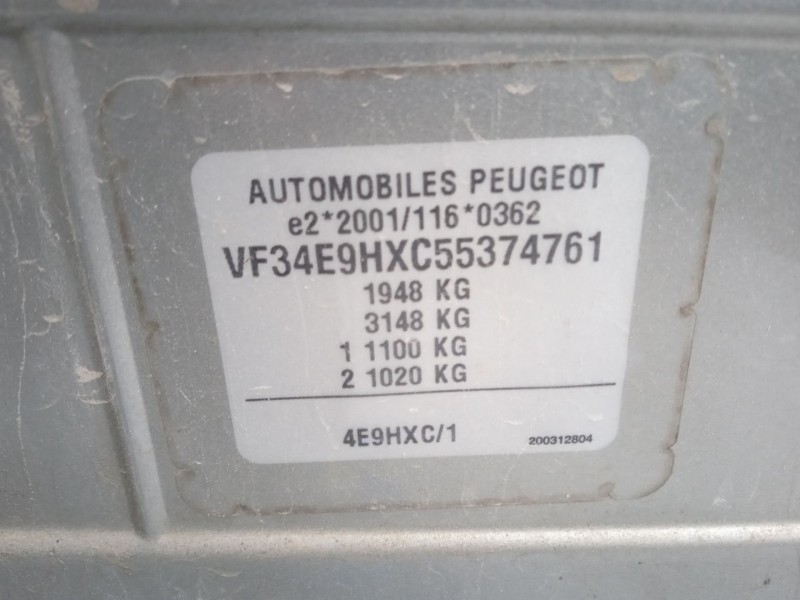 AUTOMOBILES PEUGEOT
e2*2001/116*0362
VF34E9HXC55374761
1948 KG
3148 KG
1 1100 KG
2 1020 KG
4E9HXC/1 200312804